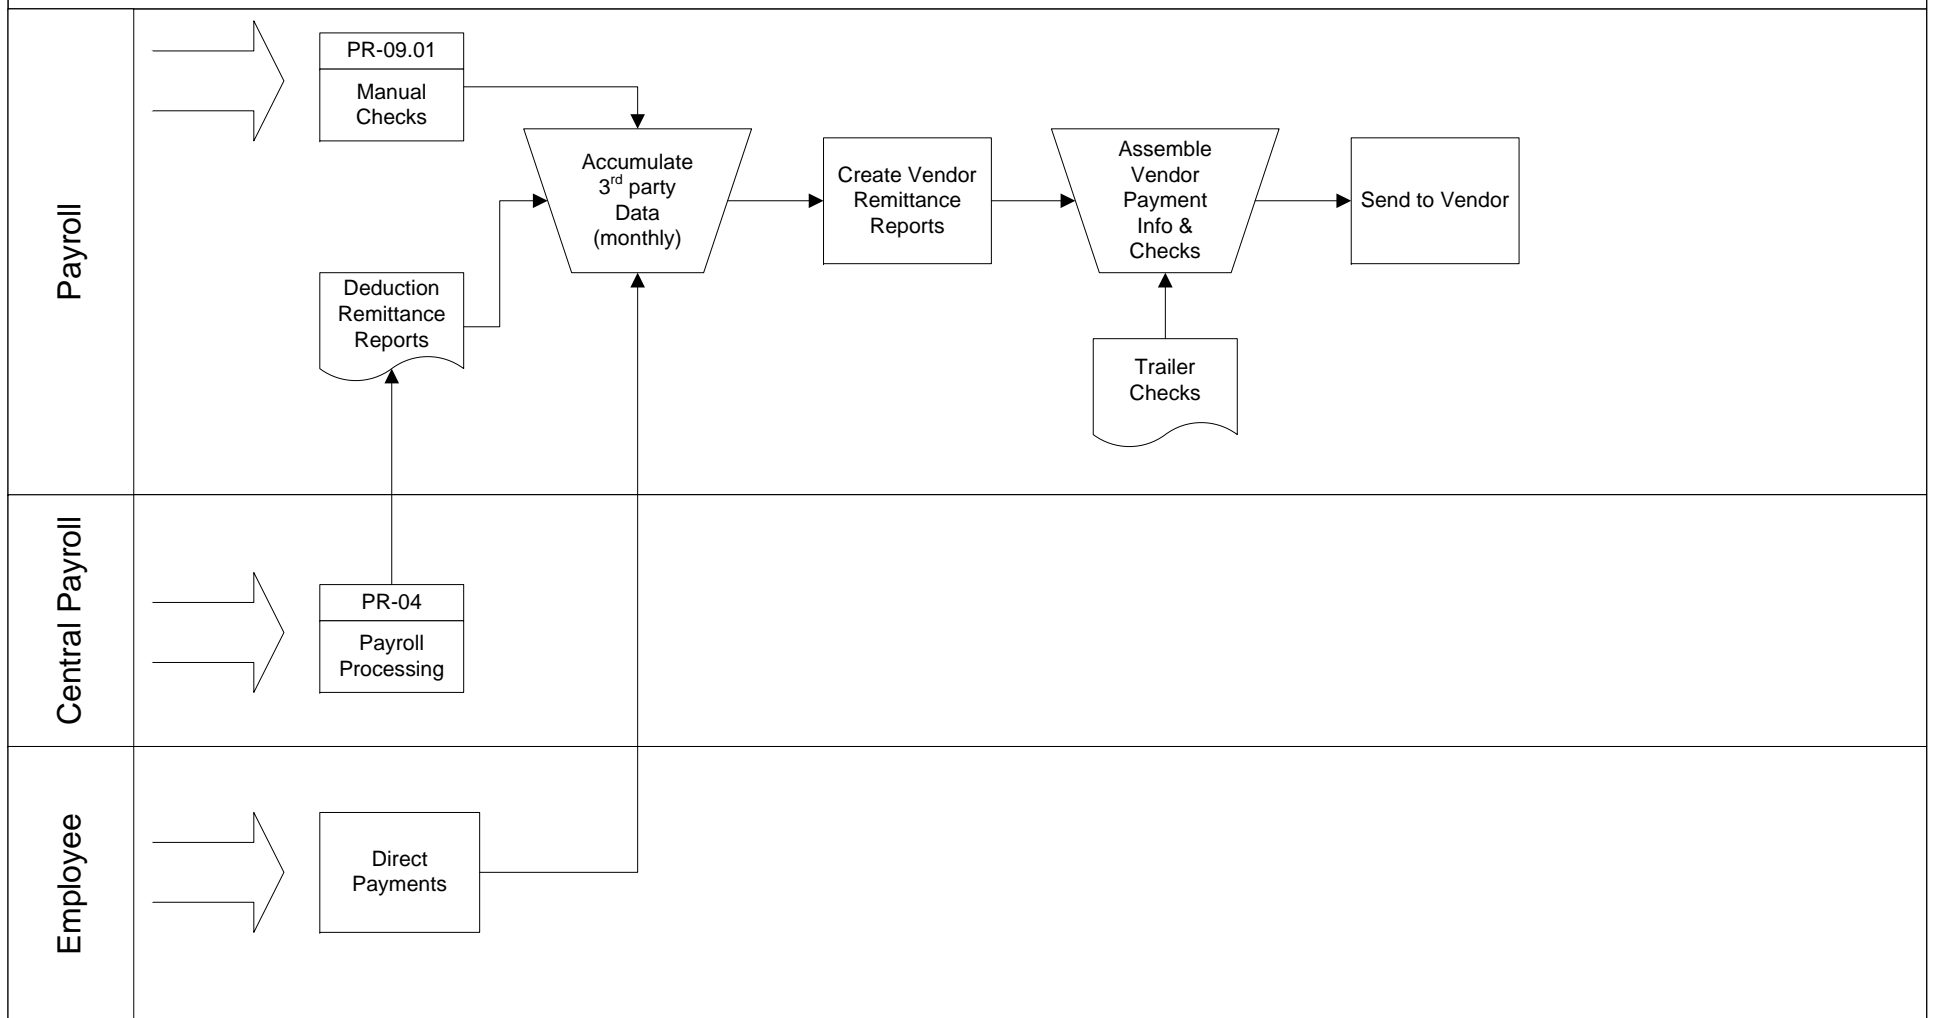 Payroll
PR-09.01
Manual
Checks
Accumulate
3rd party
Data
(monthly)
Create Vendor
Remittance
Reports
Assemble
Vendor
Payment
Info &
Checks
Send to Vendor
Deduction
Remittance
Reports
Trailer
Checks
Central Payroll
PR-04
Payroll
Processing
Employee
Direct
Payments